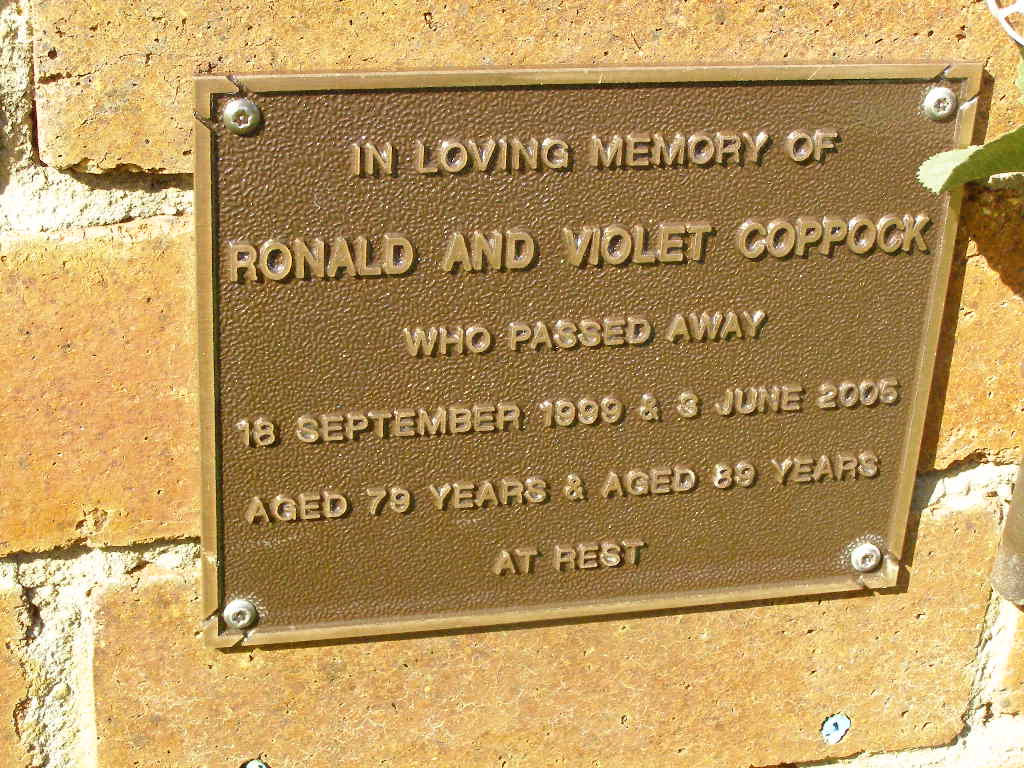 IN LOVING MEMORY OF
RONALD AND VIOLET COPPOCK
WHO PASSED AWAY
18 SEPTEMBER 1999 & 3 JUNE 2005
AGED 79 YEARS & AGED 89 YEARS
AT REST